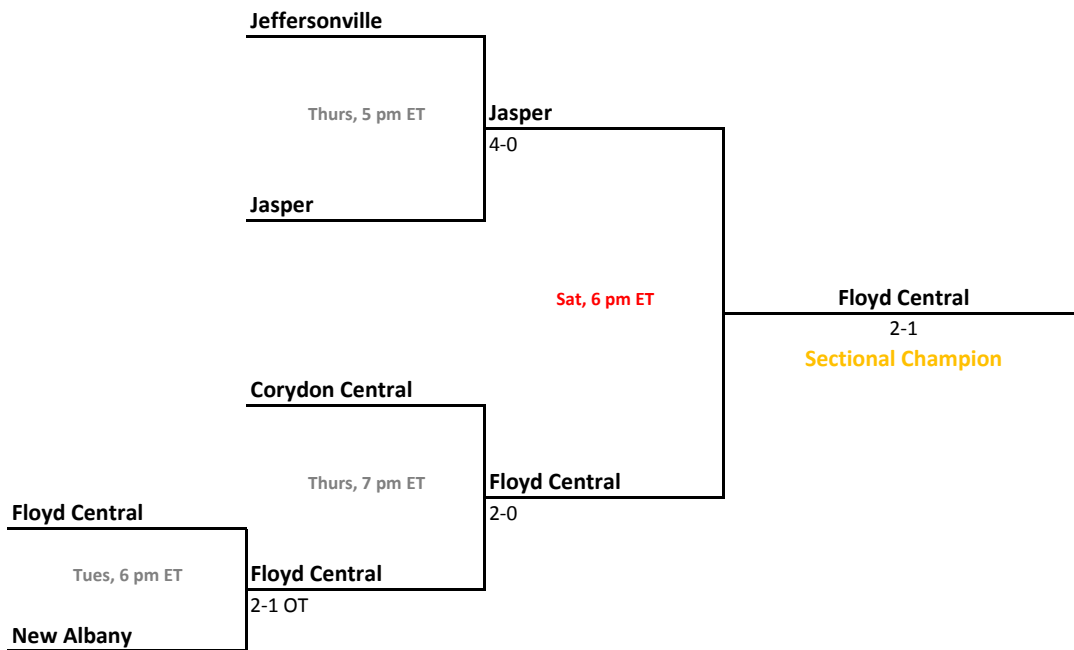 Jeffersonville
Thurs, 5 pm ET
Jasper
4-0
Jasper
Sat, 6 pm ET
Floyd Central
2-1
Sectional Champion
Corydon Central
Thurs, 7 pm ET
Floyd Central
2-0
Floyd Central
Tues, 6 pm ET
Floyd Central
2-1 OT
New Albany